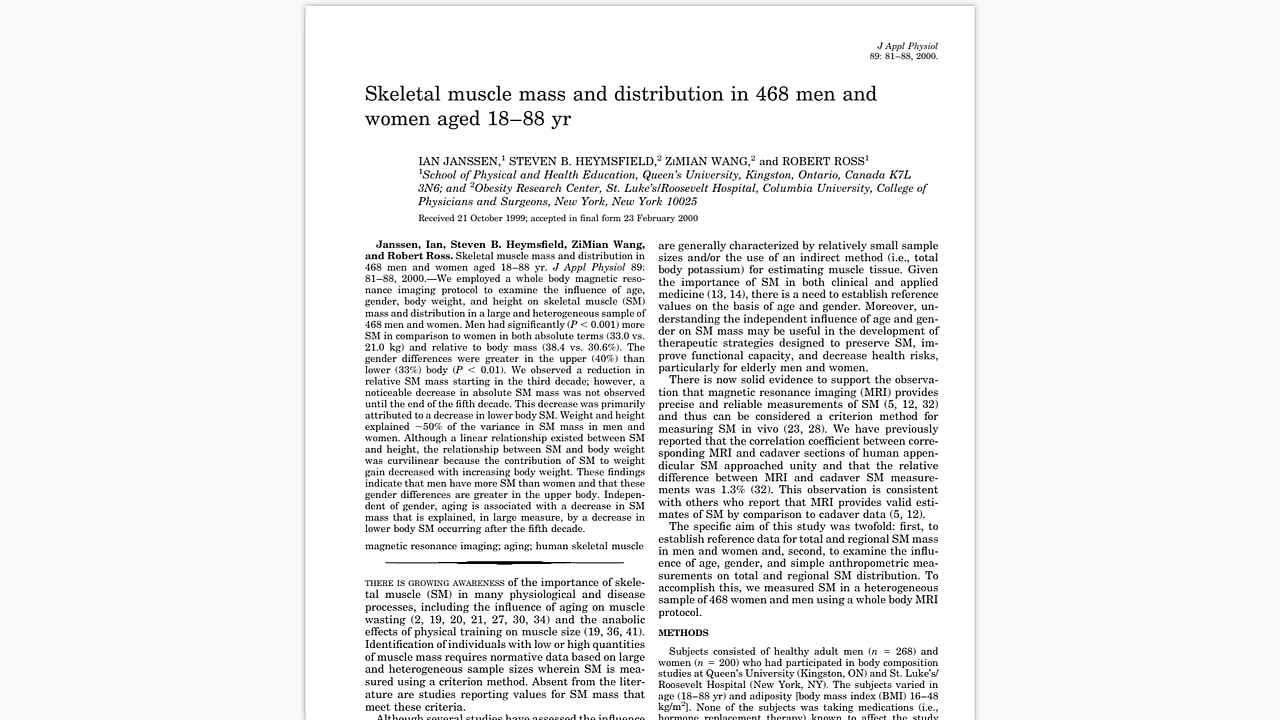 J Appl Physiol
89: 81–88, 2000.
Skeletal muscle mass and distribution in 468 men and
women aged 18–88 yr
IAN JANSSEN,1 STEVEN B. HEYMSFIELD,2 ZIMIAN WANG,2 and ROBERT ROSS1
1School of Physical and Health Education, Queen's University, Kingston, Ontario, Canada K7L
3N6; and 2Obesity Research Center, St. Luke's/Roosevelt Hospital, Columbia University, College of
Physicians and Surgeons, New York, New York 10025
Received 21 October 1999; accepted in final form 23 February 2000
Janssen, Ian, Steven B. Heymsfield, ZiMian Wang,
and Robert Ross. Skeletal muscle mass and distribution in
468 men and women aged 18–88 yr. J Appl Physiol 89:
81–88, 2000.—We employed a whole body magnetic reso-
nance imaging protocol to examine the influence of age,
gender, body weight, and height on skeletal muscle (SM)
mass and distribution in a large and heterogeneous sample of
468 men and women. Men had significantly (P < 0.001) more
SM in comparison to women in both absolute terms (33.0 vs.
21.0 kg) and relative to body mass (38.4 vs. 30.6%). The
gender differences were greater in the upper (40%) than
lower (33%) body (P < 0.01). We observed a reduction in
relative SM mass starting in the third decade; however, a
noticeable decrease in absolute SM mass was not observed
until the end of the fifth decade. This decrease was primarily
attributed to a decrease in lower body SM. Weight and height
explained ~50% of the variance in SM mass in men and
women. Although a linear relationship existed between SM
and height, the relationship between SM and body weight
was curvilinear because the contribution of SM to weight
gain decreased with increasing body weight. These findings
indicate that men have more SM than women and that these
gender differences are greater in the upper body. Indepen-
dent of gender, aging is associated with a decrease in SM
mass that is explained, in large measure, by a decrease in
lower body SM occurring after the fifth decade.
magnetic resonance imaging; aging; human skeletal muscle
THERE IS GROWING AWARENESS of the importance of skele-
tal muscle (SM) in many physiological and disease
processes, including the influence of aging on muscle
wasting (2, 19, 20, 21, 27, 30, 34) and the anabolic
effects of physical training on muscle size (19, 36, 41).
Identification of individuals with low or high quantities
of muscle mass requires normative data based on large
and heterogeneous sample sizes wherein SM is mea-
sured using a criterion method. Absent from the liter-
ature are studies reporting values for SM mass that
meet these criteria.
Although several studies have assessed the influence
are generally characterized by relatively small sample
sizes and/or the use of an indirect method (i.e., total
body potassium) for estimating muscle tissue. Given
the importance of SM in both clinical and applied
medicine (13, 14), there is a need to establish reference
values on the basis of age and gender. Moreover, un-
derstanding the independent influence of age and gen-
der on SM mass may be useful in the development of
therapeutic strategies designed to preserve SM, im-
prove functional capacity, and decrease health risks,
particularly for elderly men and women.
There is now solid evidence to support the observa-
tion that magnetic resonance imaging (MRI) provides
precise and reliable measurements of SM (5, 12, 32)
and thus can be considered a criterion method for
measuring SM in vivo (23, 28). We have previously
reported that the correlation coefficient between corre-
sponding MRI and cadaver sections of human appen-
dicular SM approached unity and that the relative
difference between MRI and cadaver SM measure-
ments was 1.3% (32). This observation is consistent
with others who report that MRI provides valid esti-
mates of SM by comparison to cadaver data (5, 12).
The specific aim of this study was twofold: first, to
establish reference data for total and regional SM mass
in men and women and, second, to examine the influ-
ence of age, gender, and simple anthropometric mea-
surements on total and regional SM distribution. To
accomplish this, we measured SM in a heterogeneous
sample of 468 women and men using a whole body MRI
protocol.
METHODS
Subjects consisted of healthy adult men (n = 268) and
women (n = 200) who had participated in body composition
studies at Queen's University (Kingston, ON) and St. Luke's/
Roosevelt Hospital (New York, NY). The subjects varied in
age (18–88 yr) and adiposity [body mass index (BMI) 16–48
kg/m2]. None of the subjects was taking medications (i.e.,
hormone replacement therapy) known to affect the study